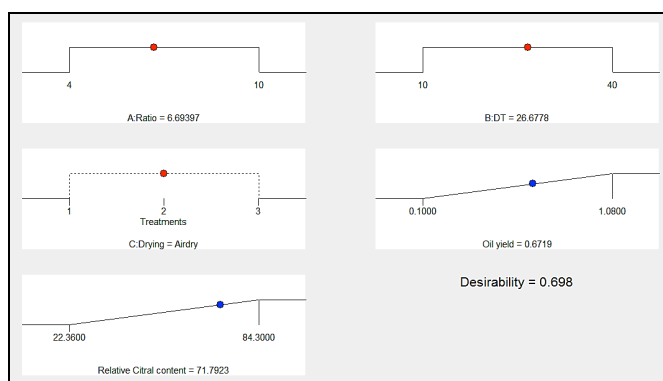 4 10
A:Ratio = 6.69397
10 40
B:DT = 26.6778
1 2 3
Treatments
C:Drying = Airdry
0.1000 1.0800
Oil yield = 0.6719
22.3600 84.3000
Relative Citral content = 71.7923
Desirability = 0.698